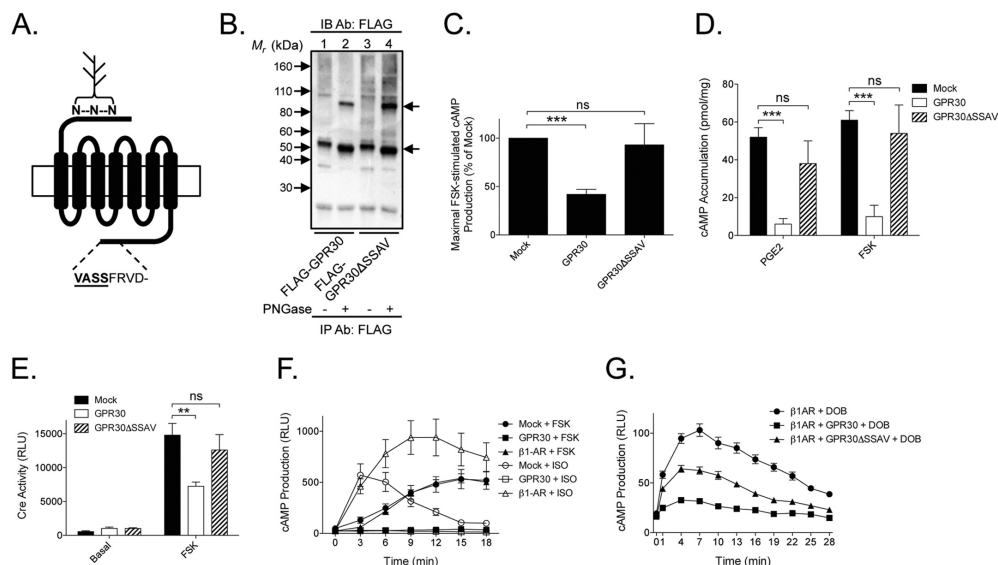 A.
N--N--N
VASSFRVD-
B.
IB Ab: FLAG
1 2 3 4
Mr (kDa)
160
110
80
60
50
40
30
FLAG-GPR30
FLAG-
GPR30ΔSSAV
PNGase - + - +
IP Ab: FLAG
C.
Maximal FSK-stimulated cAMP
Production (% of Mock)
100
50
0
ns
***
Mock
GPR30
GPR30ΔSSAV
D.
cAMP Accumulation (pmol/mg)
80
60
40
20
0
ns
***
ns
***
Mock
GPR30
GPR30ΔSSAV
PGE2
FSK
E.
Cre Activity (RLU)
15000
10000
5000
0
Mock
GPR30
GPR30ΔSSAV
ns
**
Basal
FSK
F.
cAMP Production (RLU)
1000
500
0
0 3 6 9 12 15 18
Time (min)
Mock + FSK
GPR30 + FSK
β1-AR + FSK
Mock + ISO
GPR30 + ISO
β1-AR + ISO
G.
cAMP Production (RLU)
100
50
0
01 4 7 10 13 16 19 22 25 28
Time (min)
β1AR + DOB
β1AR + GPR30 + DOB
β1AR + GPR30ΔSSAV + DOB